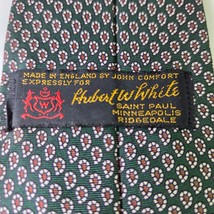 MADE IN ENGLAND BY JOHN COMFORT
EXPRESSLY FOR
Hubert W White
W
SAINT PAUL
MINNEAPOLIS
RIDGEDALE